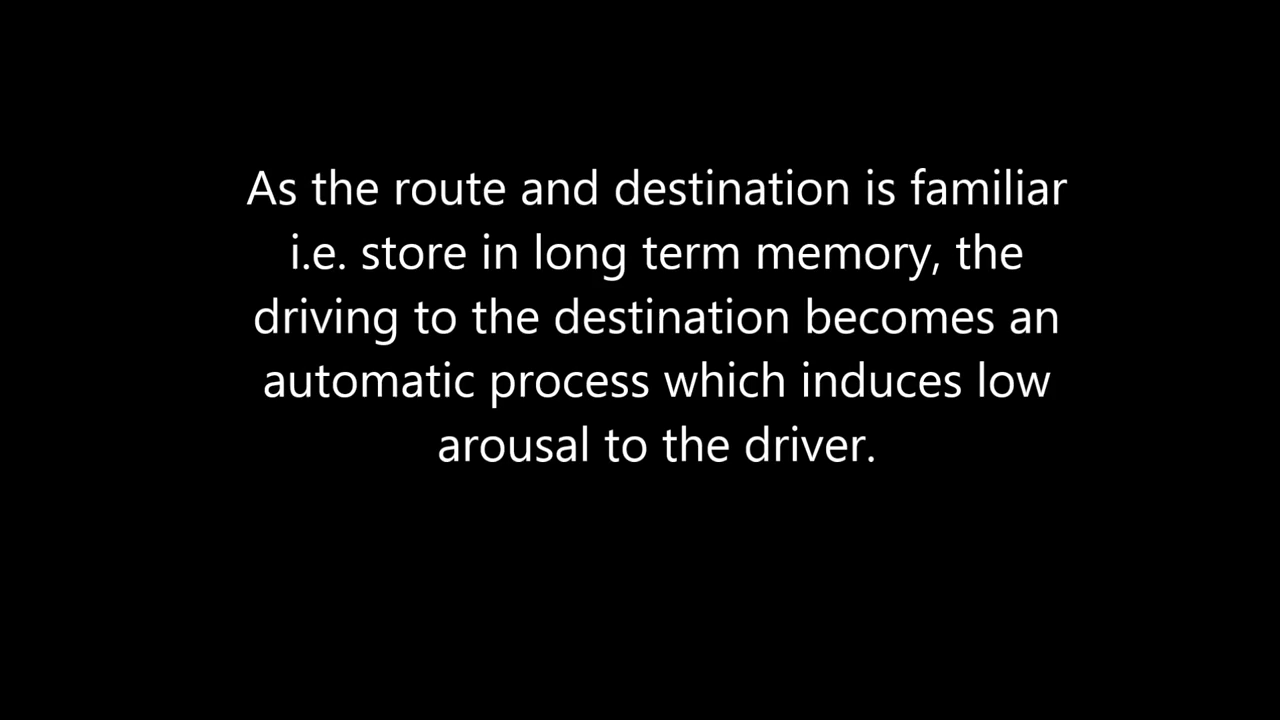 As the route and destination is familiar
i.e. store in long term memory, the
driving to the destination becomes an
automatic process which induces low
arousal to the driver.